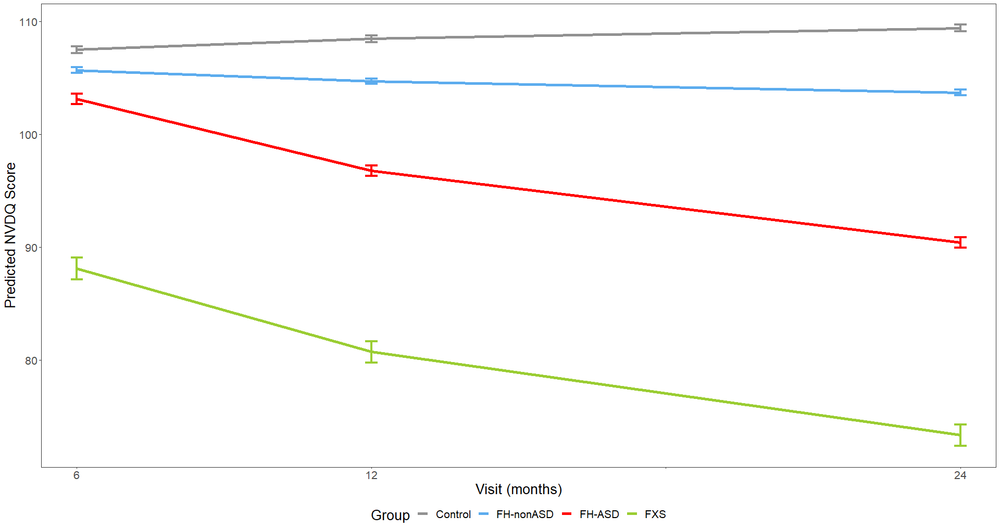 110
100
90
80
Predicted NVDQ Score
6 12 24
Visit (months)
Group Control FH-nonASD FH-ASD FXS